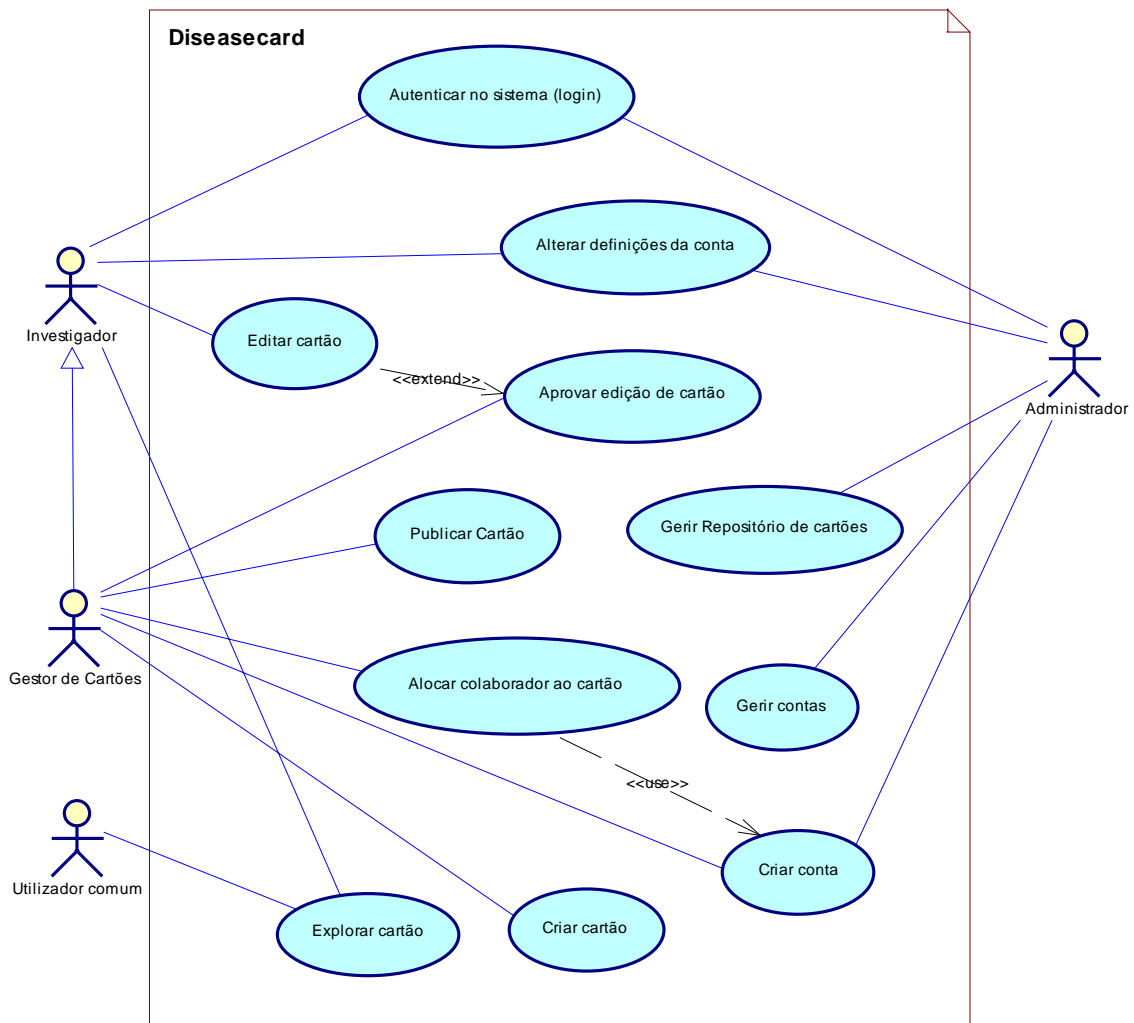 Diseasecard
Autenticar no sistema (login)
Alterar definições da conta
Investigador
Editar cartão
<<extend>>
Aprovar edição de cartão
Administrador
Publicar Cartão
Gerir Repositório de cartões
Gestor de Cartões
Alocar colaborador ao cartão
Gerir contas
<<use>>
Utilizador comum
Criar conta
Explorar cartão
Criar cartão